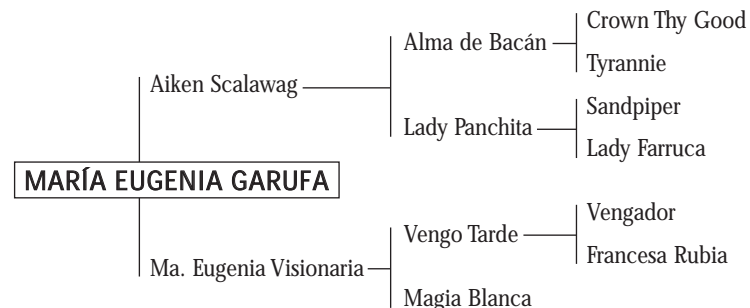 Crown Thy Good
Alma de Bacán
Tyrannie
Aiken Scalawag
Sandpiper
Lady Panchita
Lady Farruca
MARÍA EUGENIA GARUFA
Vengador
Vengo Tarde
Francesa Rubia
Ma. Eugenia Visionaria
Magia Blanca